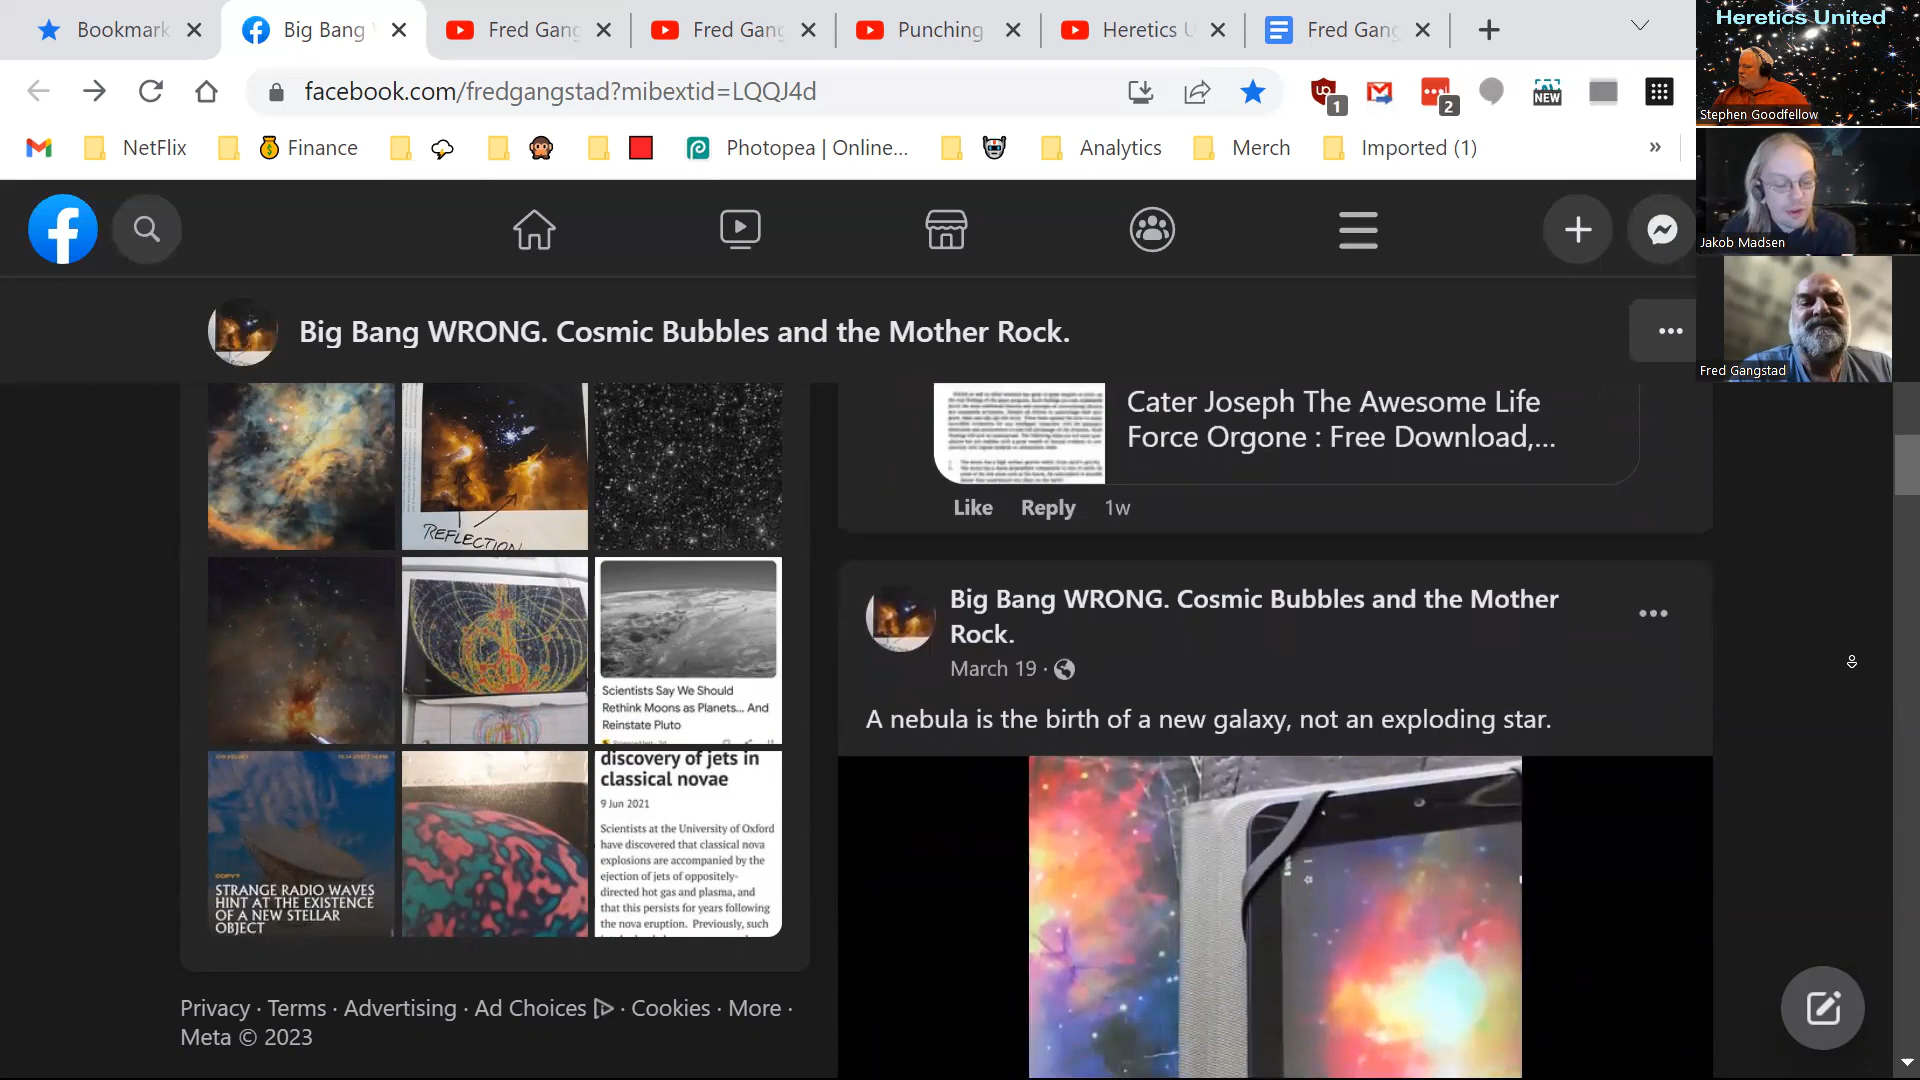 Bookmark
Big Bang
Fred Gang
Fred Gang
Punching
Heretics U
Fred Gang
facebook.com/fredgangstad?mibextid=LQQJ4d
1
2
NEW
NetFlix
Finance
Photopea | Online...
Analytics
Merch
Imported (1)
»
Heretics United
Stephen Goodfellow
Jakob Madsen
Fred Gangstad
Big Bang WRONG. Cosmic Bubbles and the Mother Rock.
REFLECTION
Scientists Say We Should
Rethink Moons as Planets... And
Reinstate Pluto
STRANGE RADIO WAVES
HINT AT THE EXISTENCE
OF A NEW STELLAR
OBJECT
discovery of jets in
classical novae
9 Jun 2021
Scientists at the University of Oxford
have discovered that classical nova
explosions are accompanied by the
ejection of jets of oppositely-
directed hot gas and plasma, and
that this persists for years following
the nova eruption. Previously, such
Privacy · Terms · Advertising · Ad Choices · Cookies · More ·
Meta © 2023
Cater Joseph The Awesome Life
Force Orgone : Free Download,...
Like Reply 1w
Big Bang WRONG. Cosmic Bubbles and the Mother
Rock.
March 19 ·
A nebula is the birth of a new galaxy, not an exploding star.